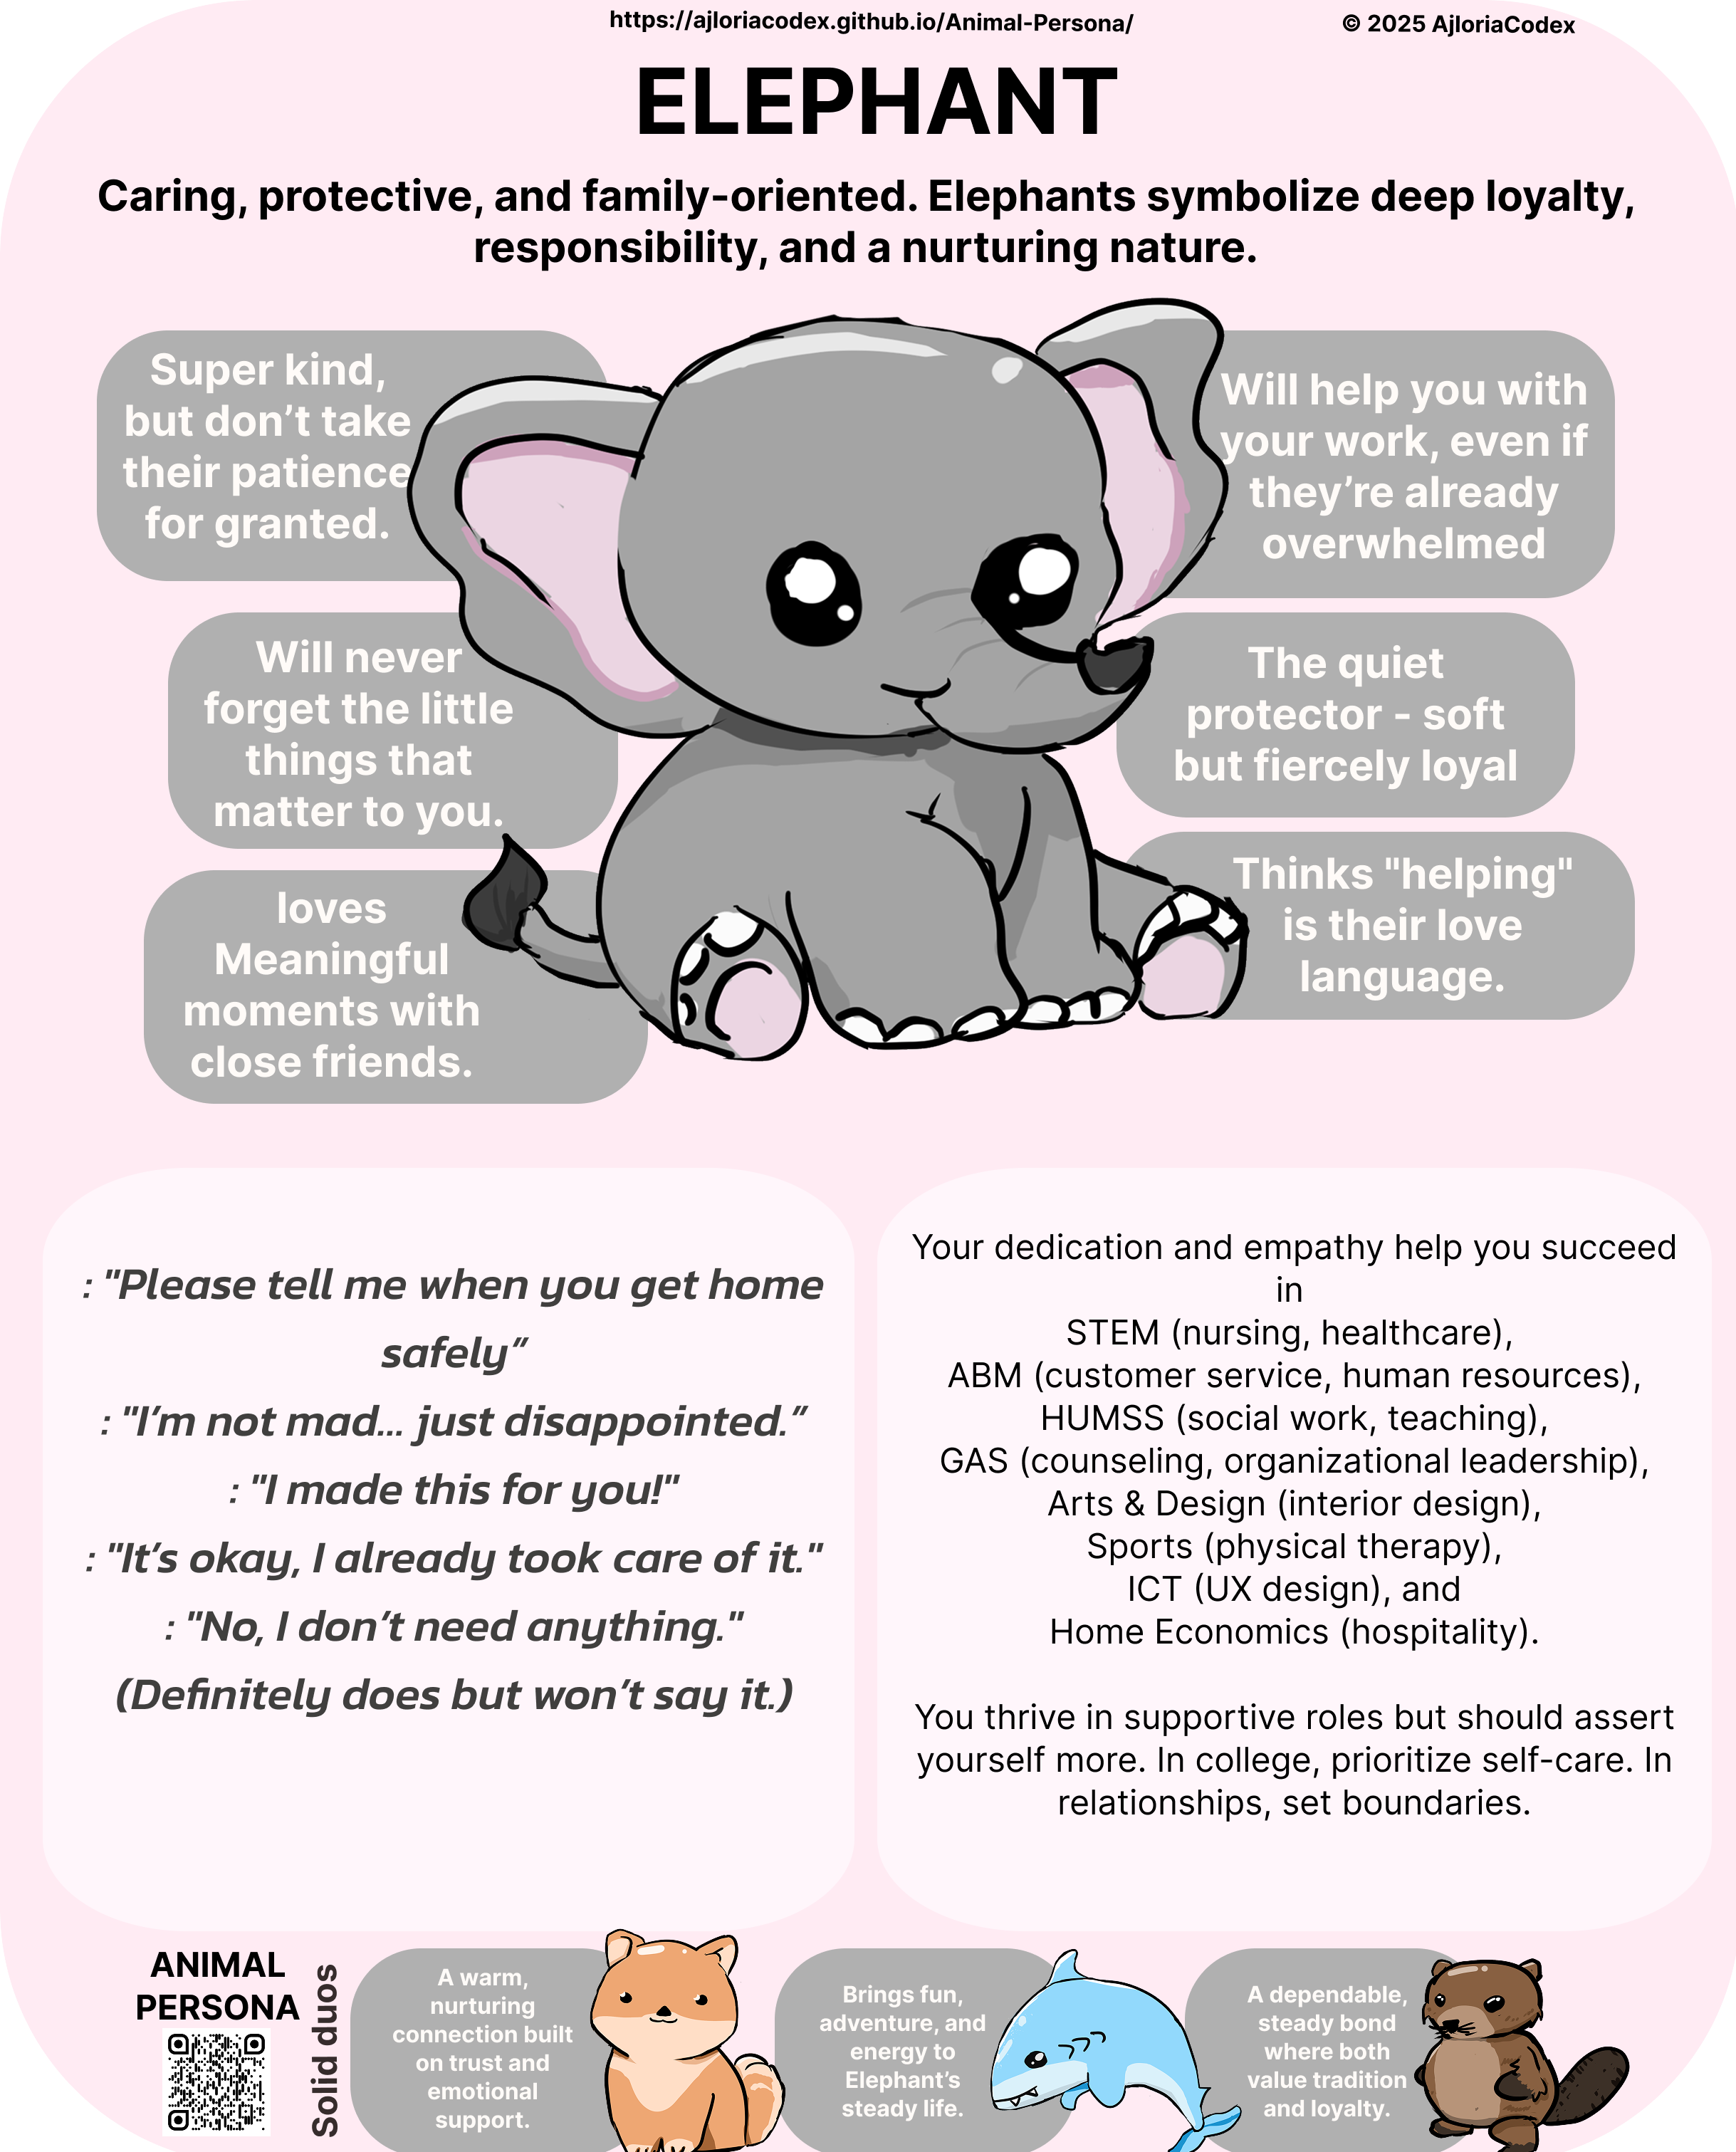 https://ajloriacodex.github.io/Animal-Persona/
© 2025 AjloriaCodex
ELEPHANT
Caring, protective, and family-oriented. Elephants symbolize deep loyalty,
responsibility, and a nurturing nature.
Super kind,
but don’t take
their patience
for granted.
Will never
forget the little
things that
matter to you.
loves
Meaningful
moments with
close friends.
Will help you with
your work, even if
they’re already
overwhelmed
The quiet
protector - soft
but fiercely loyal
Thinks "helping"
is their love
language.
: "Please tell me when you get home
safely”
: "I’m not mad... just disappointed.”
: "I made this for you!"
: "It’s okay, I already took care of it."
: "No, I don’t need anything."
(Definitely does but won’t say it.)
Your dedication and empathy help you succeed
in
STEM (nursing, healthcare),
ABM (customer service, human resources),
HUMSS (social work, teaching),
GAS (counseling, organizational leadership),
Arts & Design (interior design),
Sports (physical therapy),
ICT (UX design), and
Home Economics (hospitality).
You thrive in supportive roles but should assert
yourself more. In college, prioritize self-care. In
relationships, set boundaries.
ANIMAL
PERSONA
Solid duos
A warm,
nurturing
connection built
on trust and
emotional
support.
Brings fun,
adventure, and
energy to
Elephant’s
steady life.
A dependable,
steady bond
where both
value tradition
and loyalty.